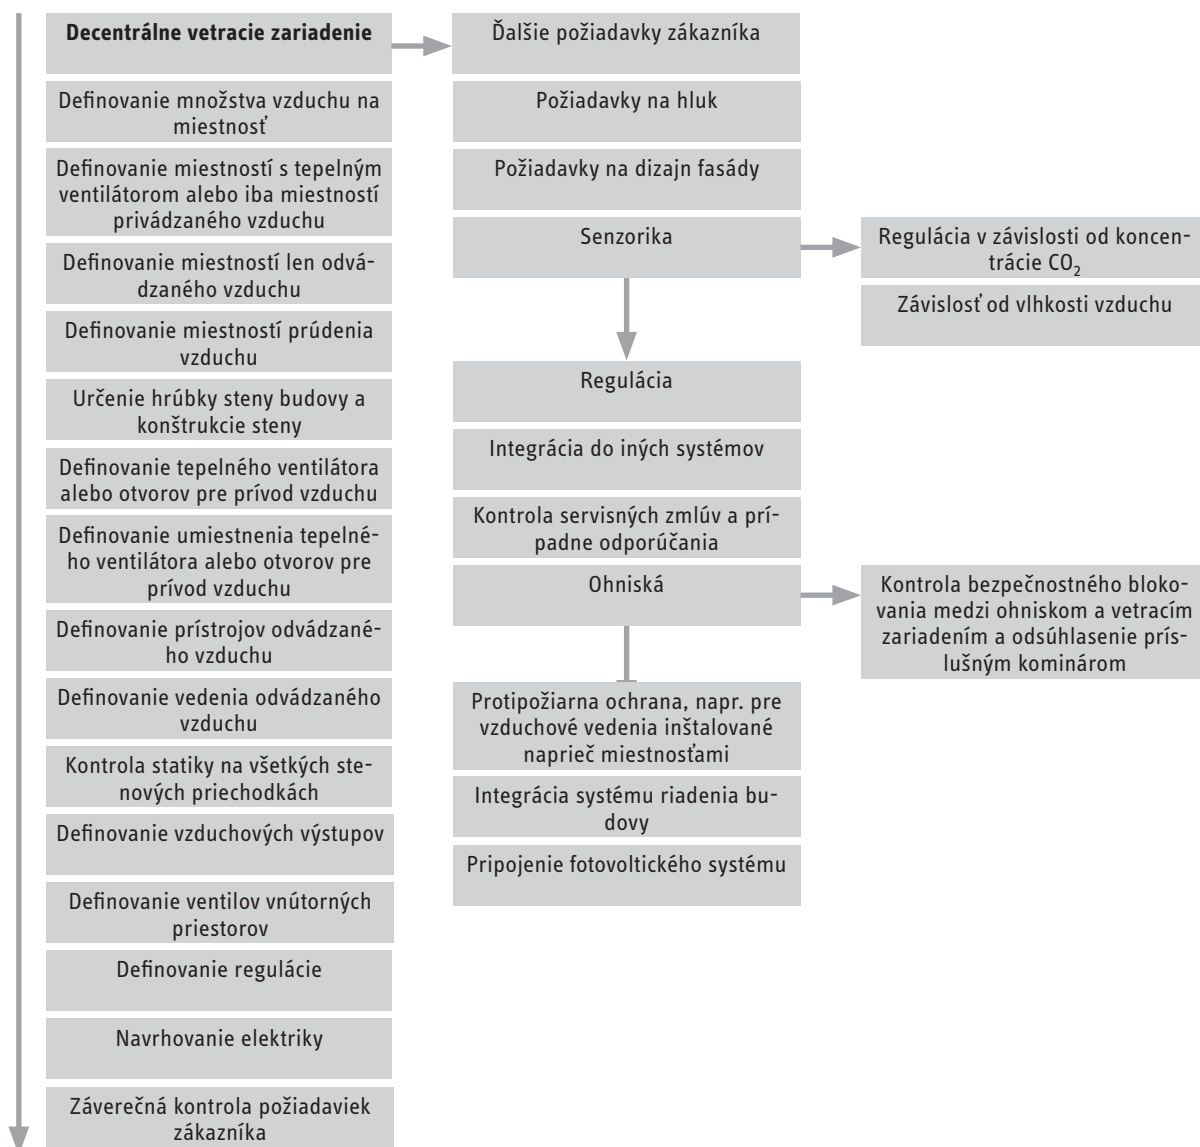 Decentrálne vetracie zariadenie
Definovanie množstva vzduchu na
miestnosť
Definovanie miestností s tepelným
ventilátorom alebo iba miestností
privádzaného vzduchu
Definovanie miestností len odvá-
dzaného vzduchu
Definovanie miestností prúdenia
vzduchu
Určenie hrúbky steny budovy a
konštrukcie steny
Definovanie tepelného ventilátora
alebo otvorov pre prívod vzduchu
Definovanie umiestnenia tepelné-
ho ventilátora alebo otvorov pre
prívod vzduchu
Definovanie prístrojov odvádzané-
ho vzduchu
Definovanie vedenia odvádzaného
vzduchu
Kontrola statiky na všetkých ste-
nových priechodkách
Definovanie vzduchových výstupov
Definovanie ventilov vnútorných
priestorov
Definovanie regulácie
Navrhovanie elektriky
Záverečná kontrola požiadaviek
zákazníka
Ďalšie požiadavky zákazníka
Požiadavky na hluk
Požiadavky na dizajn fasády
Senzorika
Regulácia
Integrácia do iných systémov
Kontrola servisných zmlúv a prí-
padne odporúčania
Ohniská
Protipožiarna ochrana, napr. pre
vzduchové vedenia inštalované
naprieč miestnosťami
Integrácia systému riadenia bu-
dovy
Pripojenie fotovoltického systému
Regulácia v závislosti od koncen-
trácie CO₂
Závislosť od vlhkosti vzduchu
Kontrola bezpečnostného bloko-
vania medzi ohniskom a vetracím
zariadením a odsúhlasenie prís-
lušným kominárom